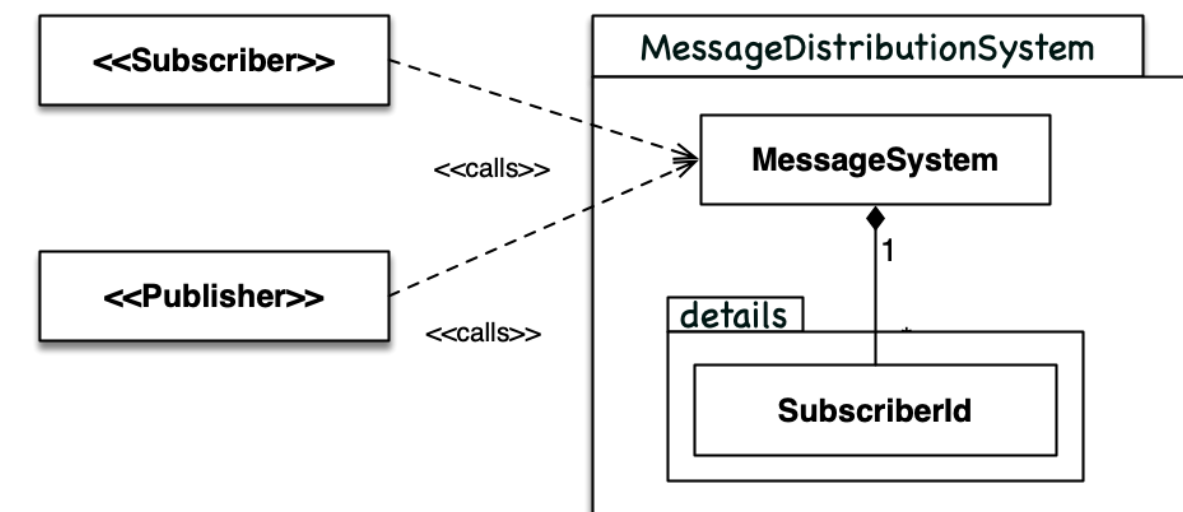 <<Subscriber>>
MessageDistributionSystem
MessageSystem
<<calls>>
1
<<Publisher>>
details
<<calls>>
*
SubscriberId